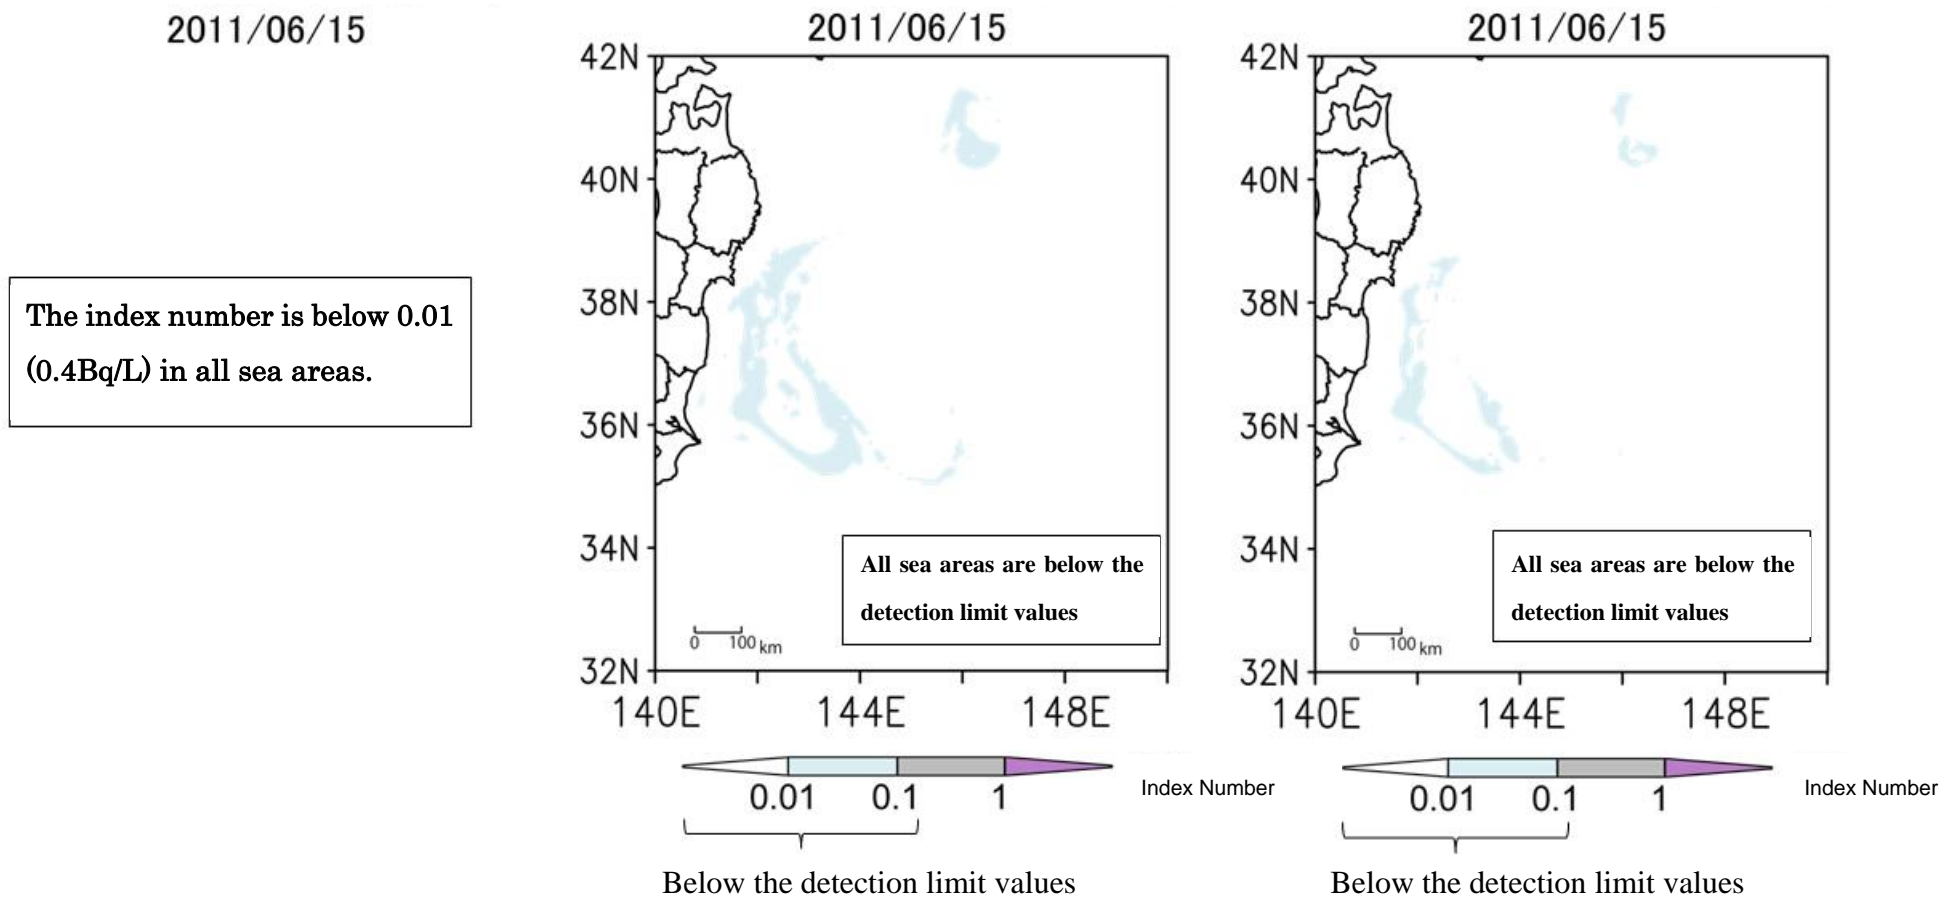 2011/06/15
The index number is below 0.01
(0.4Bq/L) in all sea areas.
2011/06/15
42N
40N
38N
36N
34N
32N
140E
144E
148E
All sea areas are below the
detection limit values
0
100 km
0.01
0.1
1
Index Number
Below the detection limit values
2011/06/15
42N
40N
38N
36N
34N
32N
140E
144E
148E
All sea areas are below the
detection limit values
0
100 km
0.01
0.1
1
Index Number
Below the detection limit values